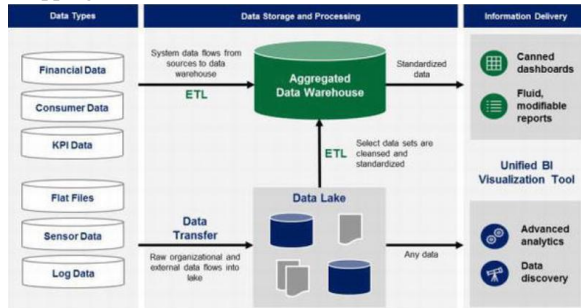 Data Types
Data Storage and Processing
Information Delivery
Financial Data
Consumer Data
KPI Data
Flat Files
Sensor Data
Log Data
System data flows from
sources to data
warehouse
ETL
Aggregated
Data Warehouse
Standardized
data
ETL
Select data sets are
cleansed and
standardized
Data
Transfer
Raw organizational and
external data flows into
lake
Data Lake
Any data
Canned
dashboards
Fluid,
modifiable
reports
Unified BI
Visualization Tool
Advanced
analytics
Data
discovery